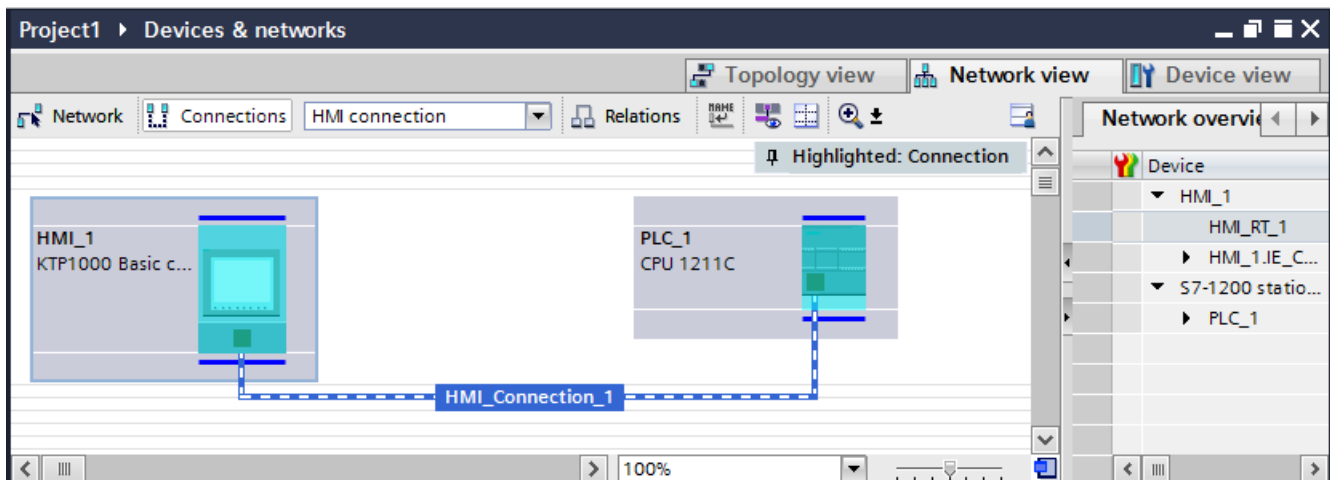 Project1 ▸ Devices & networks
Topology view Network view Device view
Network Connections HMI connection Relations Network overvie
Highlighted: Connection
Device
HMI_1
HMI_RT_1
HMI_1.IE_C...
S7-1200 statio...
PLC_1
HMI_1
KTP1000 Basic c...
PLC_1
CPU 1211C
HMI_Connection_1
100%